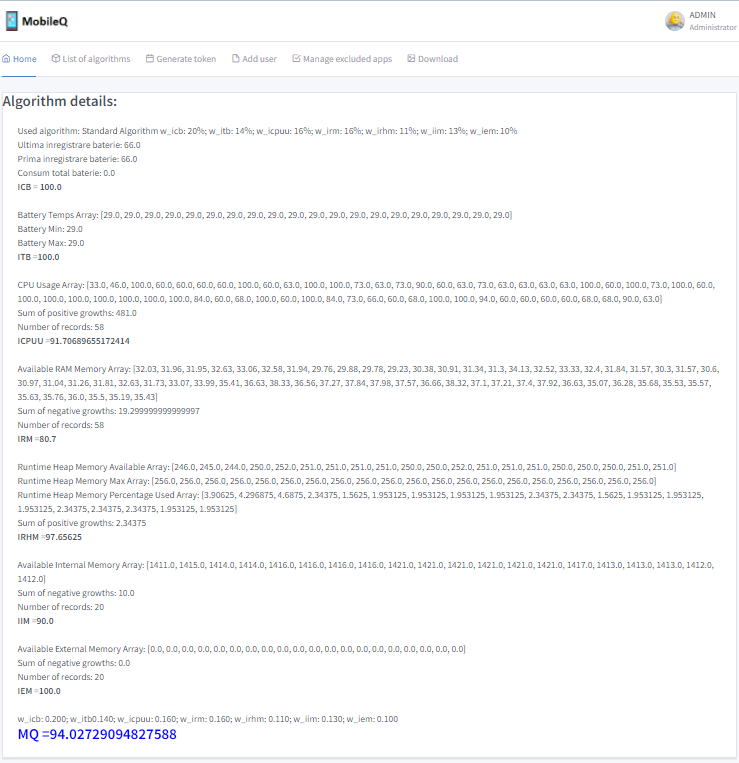 MobileQ
ADMIN
Administrator
Home
List of algorithms
Generate token
Add user
Manage excluded apps
Download
Algorithm details:
Used algorithm: Standard Algorithm w_icb: 20%; w_itb: 14%; w_icpuu: 16%; w_irm: 16%; w_irhm: 11%; w_iim: 13%; w_iem: 10%
Ultima inregistrare baterie: 66.0
Prima inregistrare baterie: 66.0
Consum total baterie: 0.0
ICB = 100.0
Battery Temps Array: [29.0, 29.0, 29.0, 29.0, 29.0, 29.0, 29.0, 29.0, 29.0, 29.0, 29.0, 29.0, 29.0, 29.0, 29.0, 29.0, 29.0, 29.0, 29.0, 29.0]
Battery Min: 29.0
Battery Max: 29.0
ITB =100.0
CPU Usage Array: [33.0, 46.0, 100.0, 60.0, 60.0, 60.0, 60.0, 100.0, 60.0, 63.0, 100.0, 100.0, 73.0, 63.0, 73.0, 90.0, 60.0, 63.0, 73.0, 63.0, 63.0, 63.0, 63.0, 100.0, 60.0, 100.0, 73.0, 100.0, 60.0,
100.0, 100.0, 100.0, 100.0, 100.0, 100.0, 100.0, 84.0, 60.0, 68.0, 100.0, 60.0, 100.0, 84.0, 73.0, 66.0, 60.0, 68.0, 100.0, 100.0, 94.0, 60.0, 60.0, 60.0, 60.0, 68.0, 68.0, 90.0, 63.0]
Sum of positive growths: 481.0
Number of records: 58
ICPUU =91.70689655172414
Available RAM Memory Array: [32.03, 31.96, 31.95, 32.63, 33.06, 32.58, 31.94, 29.76, 29.88, 29.78, 29.23, 30.38, 30.91, 31.34, 31.3, 34.13, 32.52, 33.33, 32.4, 31.84, 31.57, 30.3, 31.57, 30.6,
30.97, 31.04, 31.26, 31.81, 32.63, 31.73, 33.07, 33.99, 35.41, 36.63, 38.33, 36.56, 37.27, 37.84, 37.98, 37.57, 36.66, 38.32, 37.1, 37.21, 37.4, 37.92, 36.63, 35.07, 36.28, 35.68, 35.53, 35.57,
35.63, 35.76, 36.0, 35.5, 35.19, 35.43]
Sum of negative growths: 19.299999999999997
Number of records: 58
IRM =80.7
Runtime Heap Memory Available Array: [246.0, 245.0, 244.0, 250.0, 252.0, 251.0, 251.0, 251.0, 251.0, 250.0, 250.0, 252.0, 251.0, 251.0, 251.0, 250.0, 250.0, 250.0, 251.0, 251.0]
Runtime Heap Memory Max Array: [256.0, 256.0, 256.0, 256.0, 256.0, 256.0, 256.0, 256.0, 256.0, 256.0, 256.0, 256.0, 256.0, 256.0, 256.0, 256.0, 256.0, 256.0, 256.0, 256.0]
Runtime Heap Memory Percentage Used Array: [3.90625, 4.296875, 4.6875, 2.34375, 1.5625, 1.953125, 1.953125, 1.953125, 1.953125, 2.34375, 2.34375, 1.5625, 1.953125, 1.953125,
1.953125, 2.34375, 2.34375, 2.34375, 1.953125, 1.953125]
Sum of positive growths: 2.34375
IRHM =97.65625
Available Internal Memory Array: [1411.0, 1415.0, 1414.0, 1414.0, 1416.0, 1416.0, 1416.0, 1416.0, 1421.0, 1421.0, 1421.0, 1421.0, 1421.0, 1421.0, 1417.0, 1413.0, 1413.0, 1413.0, 1412.0,
1412.0]
Sum of negative growths: 10.0
Number of records: 20
IIM =90.0
Available External Memory Array: [0.0, 0.0, 0.0, 0.0, 0.0, 0.0, 0.0, 0.0, 0.0, 0.0, 0.0, 0.0, 0.0, 0.0, 0.0, 0.0, 0.0, 0.0, 0.0, 0.0]
Sum of negative growths: 0.0
Number of records: 20
IEM =100.0
w_icb: 0.200; w_itb0.140; w_icpuu: 0.160; w_irm: 0.160; w_irhm: 0.110; w_iim: 0.130; w_iem: 0.100
MQ =94.02729094827588